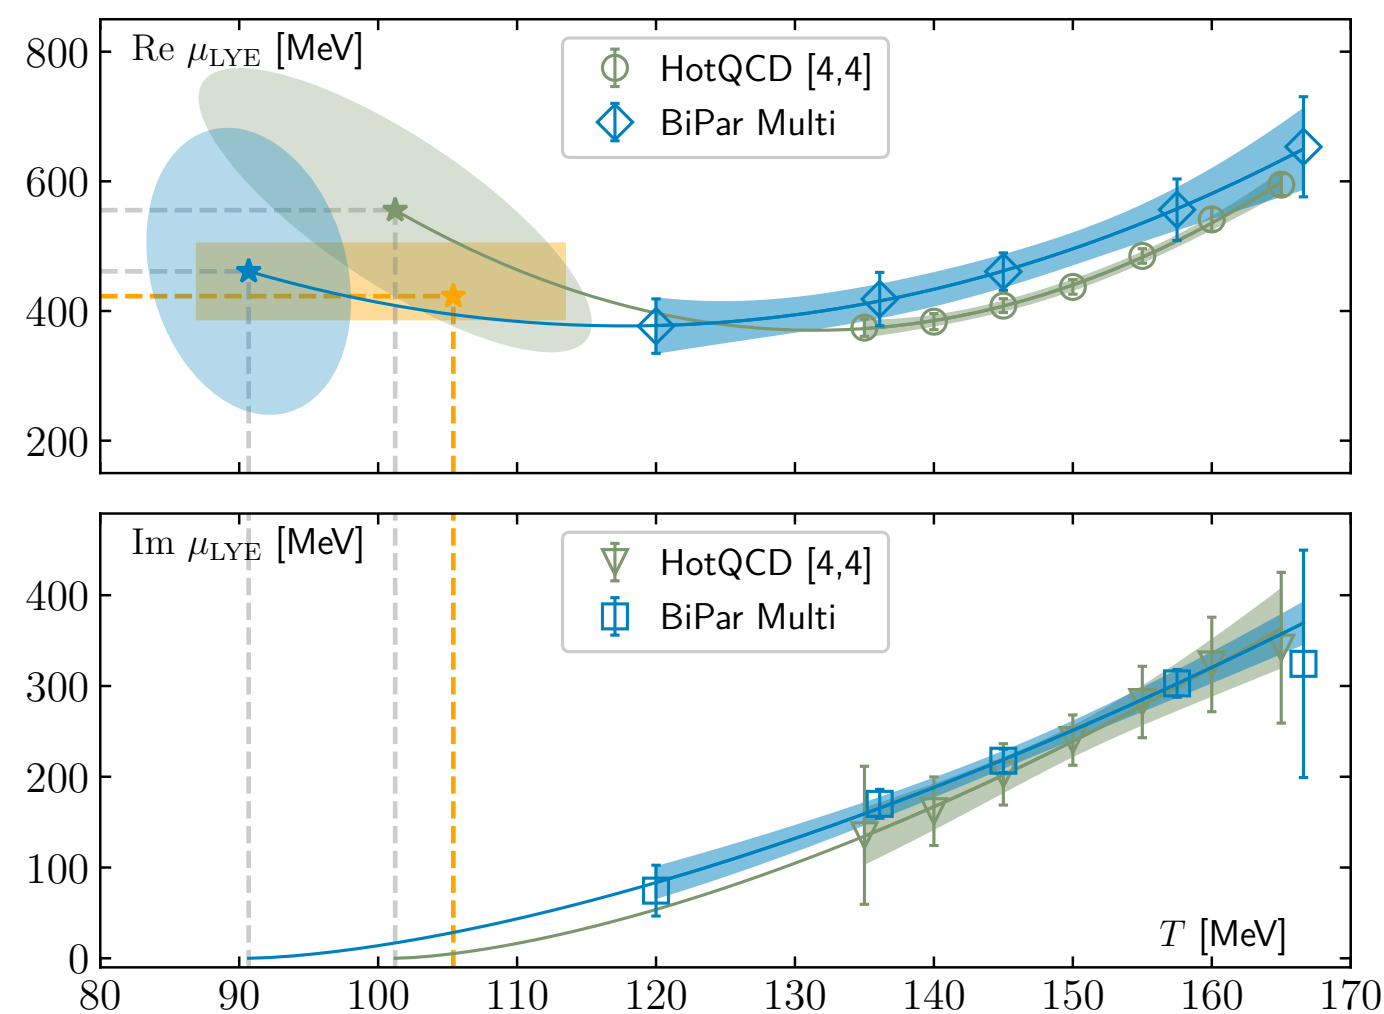 Re μLYE [MeV]
HotQCD [4,4]
BiPar Multi
800
600
400
200
Im μLYE [MeV]
HotQCD [4,4]
BiPar Multi
400
300
200
100
0
T [MeV]
80 90 100 110 120 130 140 150 160 170